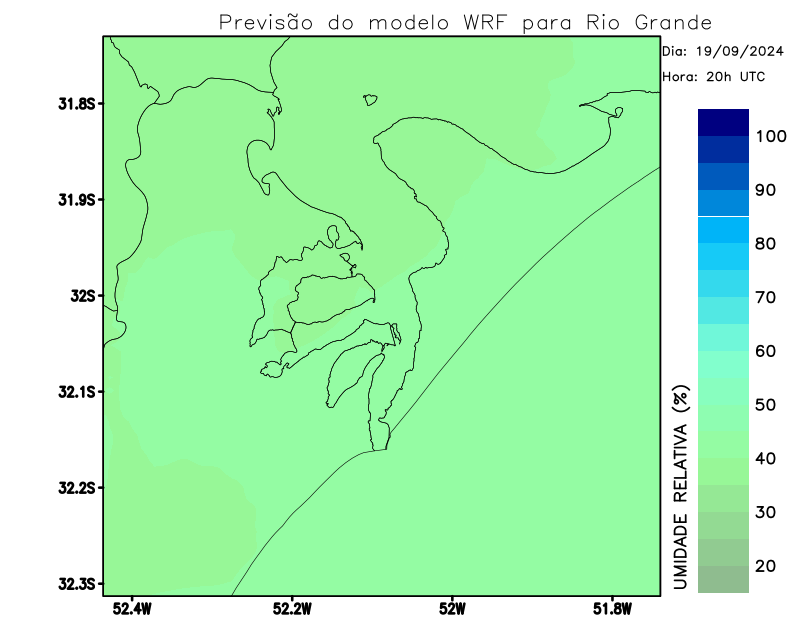 Previsão do modelo WRF para Rio Grande
Dia: 19/09/2024
Hora: 20h UTC
31.8S
31.9S
32S
32.1S
32.2S
32.3S
52.4W
52.2W
52W
51.8W
100
90
80
70
60
50
40
30
20
UMIDADE RELATIVA (%)